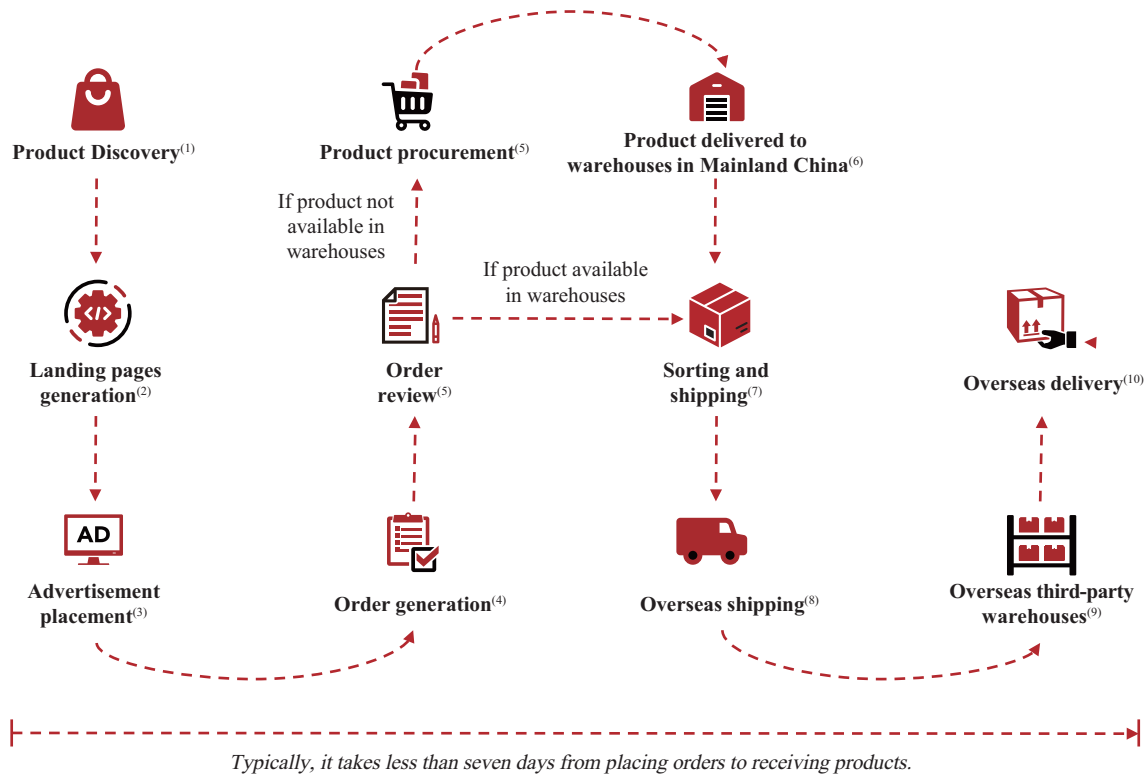 Product Discovery(1)
Landing pages
generation(2)
</>
AD
Advertisement
placement(3)
Order generation(4)
Order
review(5)
If product not
available in
warehouses
Product procurement(5)
Product delivered to
warehouses in Mainland China(6)
If product available
in warehouses
Sorting and
shipping(7)
Overseas shipping(8)
Overseas third-party
warehouses(9)
Overseas delivery(10)
Typically, it takes less than seven days from placing orders to receiving products.